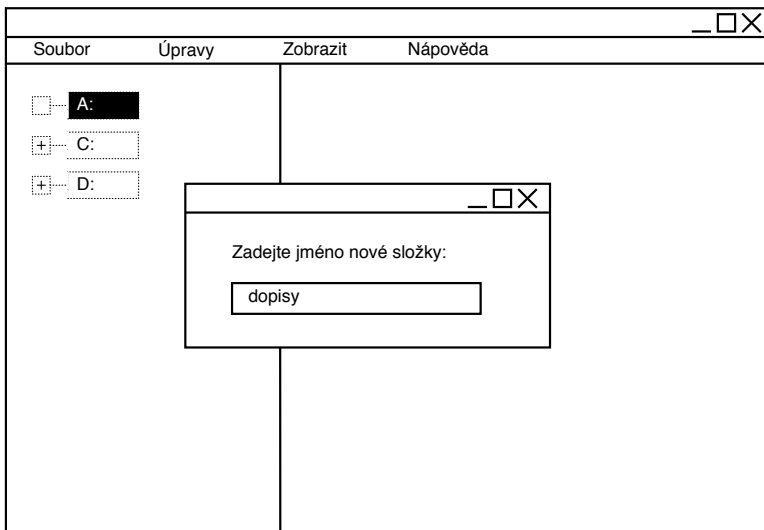 Soubor Úpravy Zobrazit Nápověda
A:
+ C:
+ D:
Zadejte jméno nové složky:
dopisy